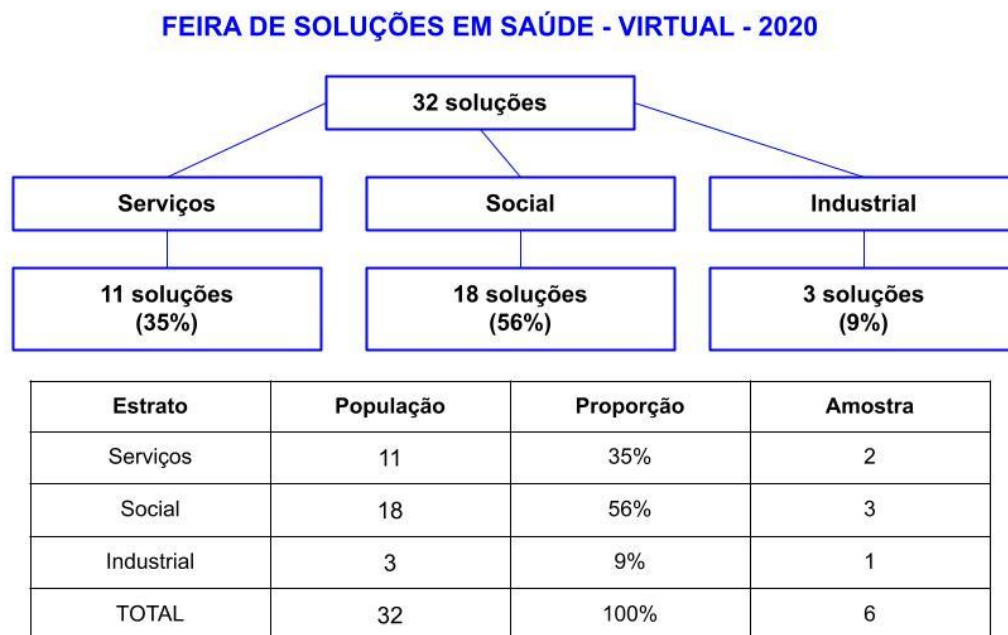 FEIRA DE SOLUÇÕES EM SAÚDE - VIRTUAL - 2020
32 soluções
Serviços Social Industrial
11 soluções 18 soluções 3 soluções
(35%) (56%) (9%)
Estrato População Proporção Amostra
Serviços 11 35% 2
Social 18 56% 3
Industrial 3 9% 1
TOTAL 32 100% 6